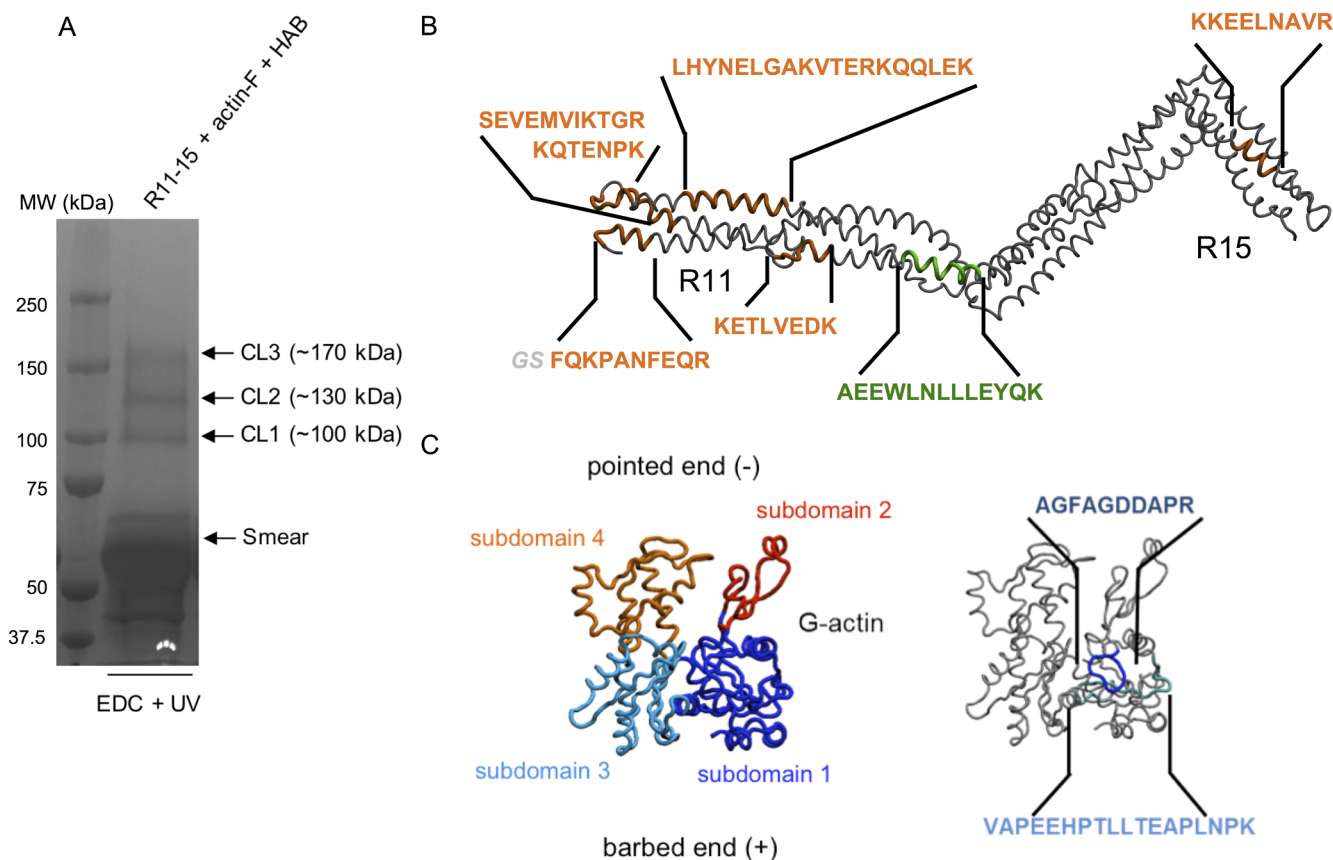 A
R11-15 + actin-F + HAB
MW (kDa)
250
150
100
75
50
37.5
CL3 (~170 kDa)
CL2 (~130 kDa)
CL1 (~100 kDa)
Smear
EDC + UV
B
KKEELNAVR
LHYNELGAKVTERKQQLEK
SEVEMVIKTGR
KQTENPK
R11
R15
KETLVEDK
GS FQKPANFEQR
AEEWLNLLLEYQK
C
pointed end (-)
subdomain 2
subdomain 4
G-actin
subdomain 3
subdomain 1
barbed end (+)
AGFAGDDAPR
VAPEEHPTLLTEAPLNPK